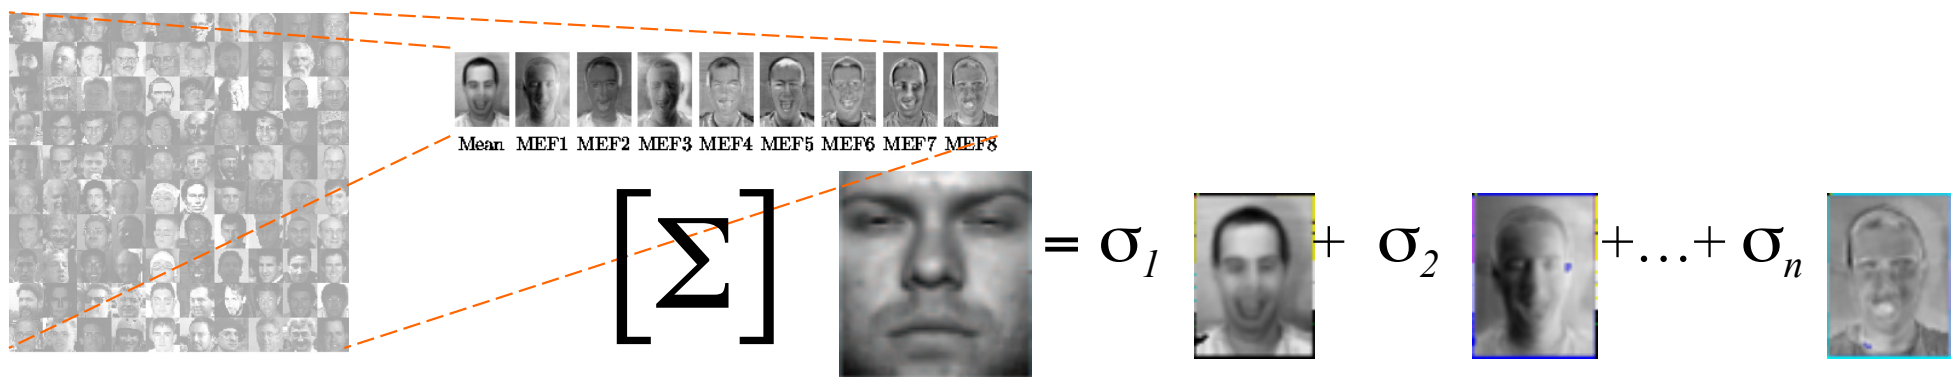 Mean MEF1 MEF2 MEF3 MEF4 MEF5 MEF6 MEF7 MEF8
[Σ] = σ1 + σ2 +...+ σn